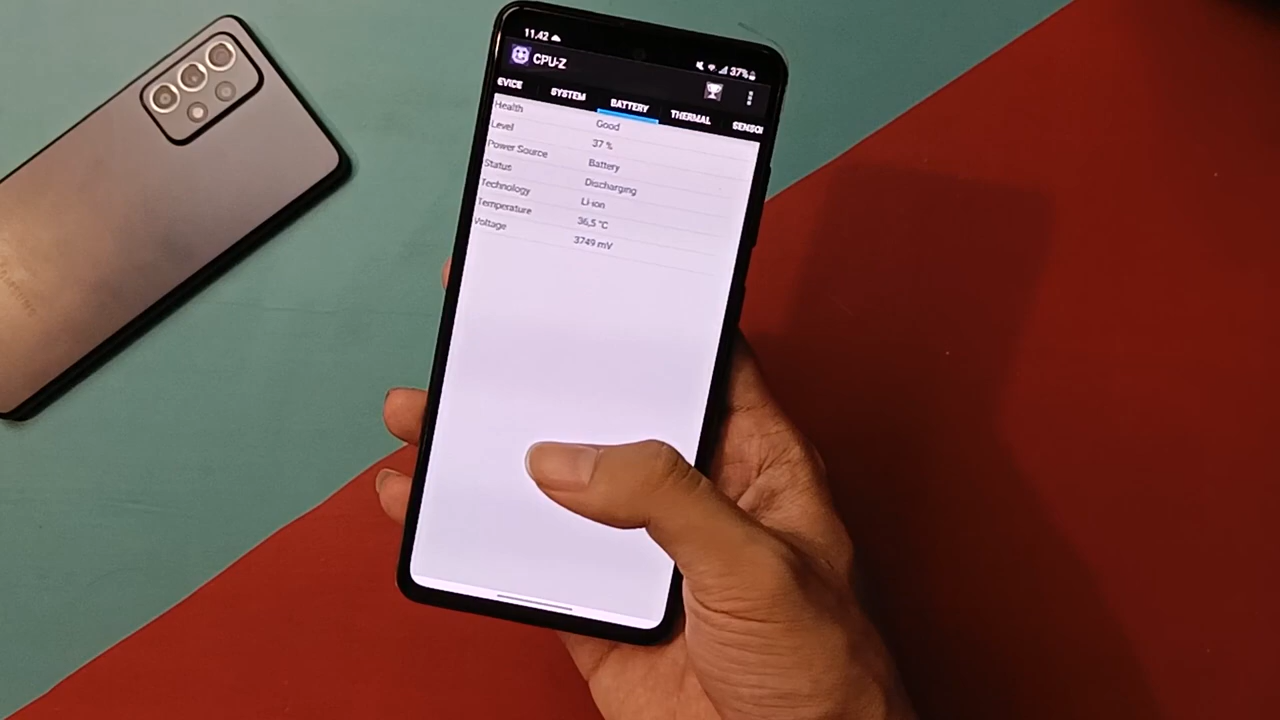 11.42 37%
CPU-Z
EVICE SYSTEM BATTERY THERMAL SENSO
Health Good
Level 37 %
Power Source Battery
Status Discharging
Technology Li-ion
Temperature 36,5 °C
Voltage 3749 mV